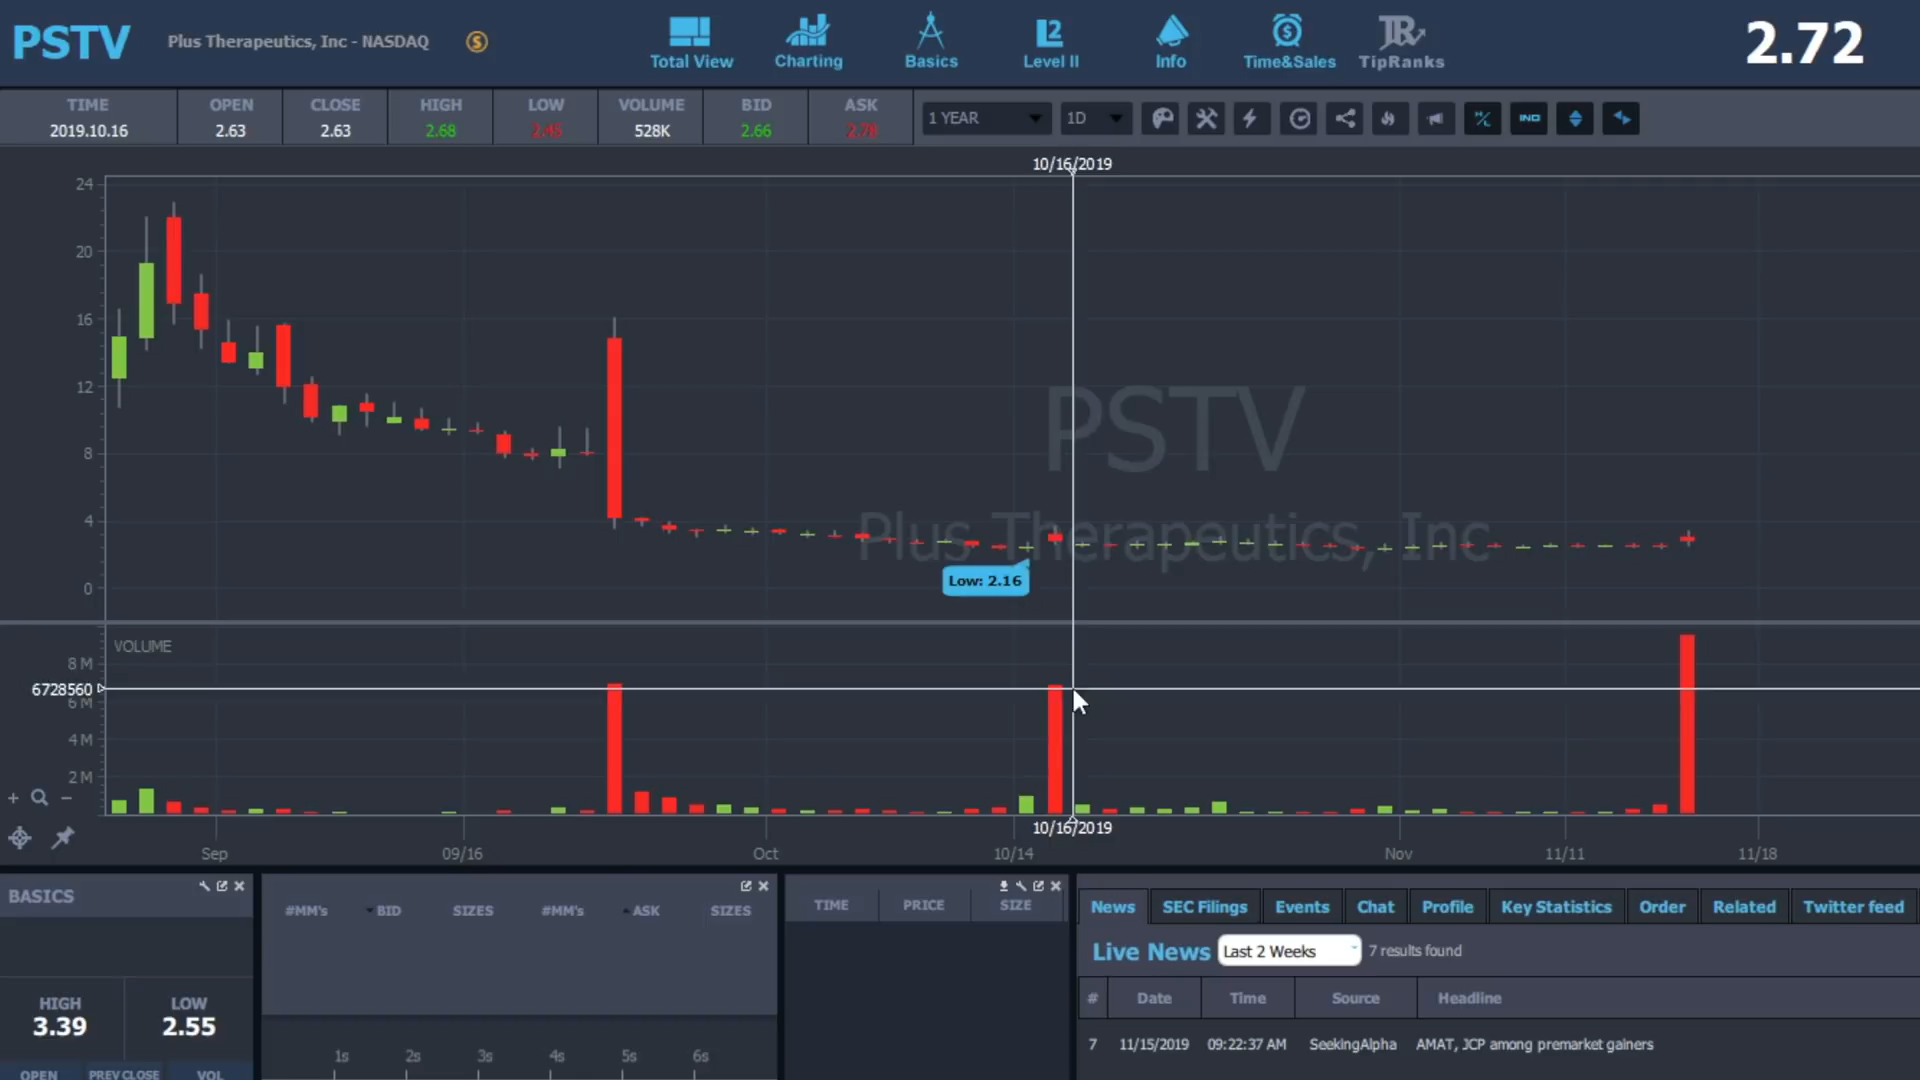 PSTV
Plus Therapeutics, Inc - NASDAQ
Total View
Charting
Basics
L2
Level II
Info
Time&Sales
TipRanks
2.72
TIME OPEN CLOSE HIGH LOW VOLUME BID ASK
2019.10.16 2.63 2.63 2.68 2.45 528K 2.66 2.78
1 YEAR
1D
IND
10/16/2019
24
20
16
12
8
4
0
PSTV
Plus Therapeutics, Inc
Low: 2.16
VOLUME
8 M
6728560
6 M
4 M
2 M
10/16/2019
Sep 09/16 Oct 10/14 Nov 11/11 11/18
BASICS
HIGH LOW
3.39 2.55
OPEN PREV CLOSE VOL
#MM's BID SIZES #MM's ASK SIZES
1s 2s 3s 4s 5s 6s
TIME PRICE SIZE
News SEC Filings Events Chat Profile Key Statistics Order Related Twitter feed
Live News Last 2 Weeks 7 results found
# Date Time Source Headline
7 11/15/2019 09:22:37 AM SeekingAlpha AMAT, JCP among premarket gainers